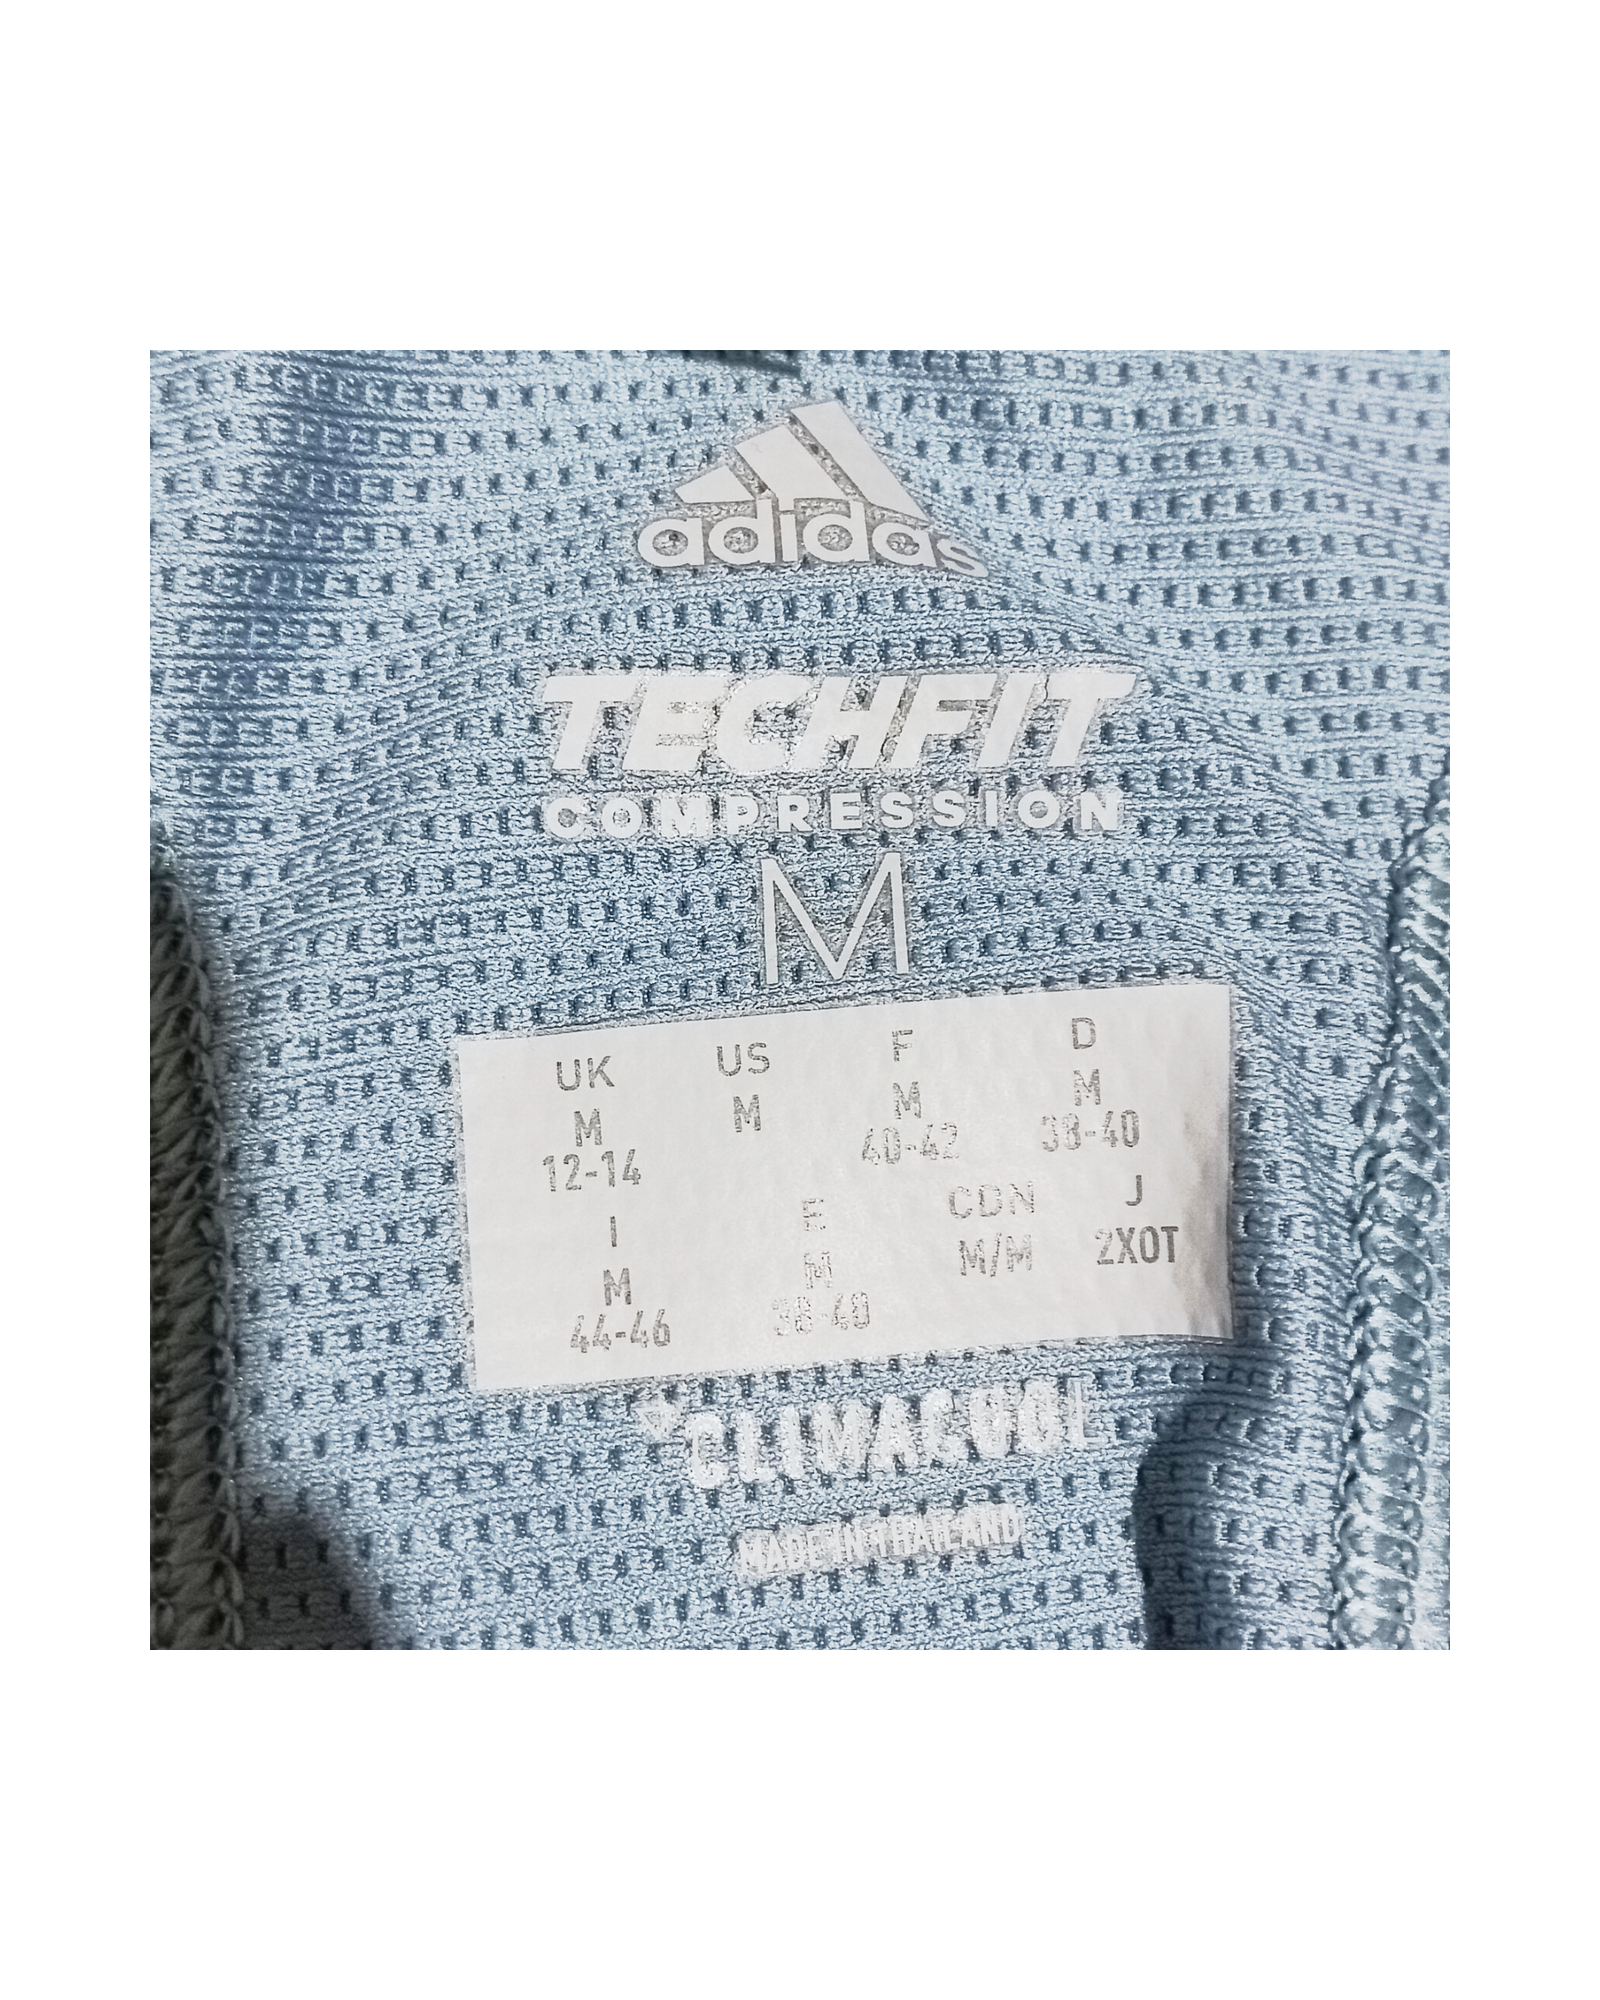 adidas
TECHFIT
COMPRESSION
M
UK US F D
M M M M
12-14 40-42 38-40
I E CDN J
M M M/M 2XOT
44-46 38-40
CLIMACOOL
MADE IN THAILAND